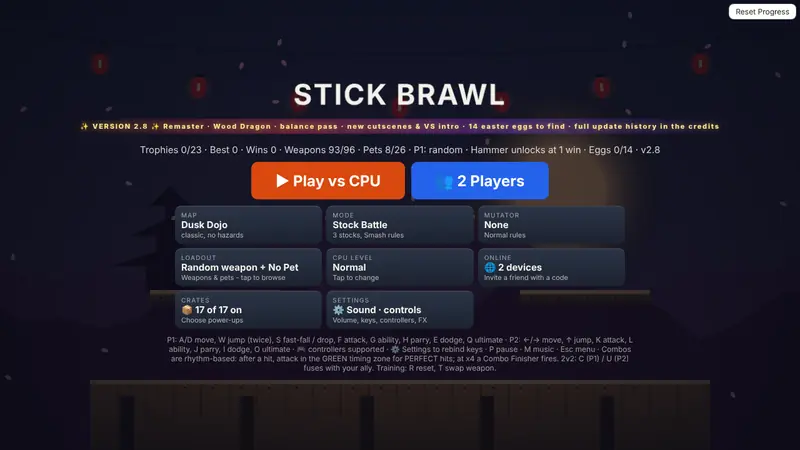 Reset Progress
STICK BRAWL
✨ VERSION 2.8 ✨ Remaster · Wood Dragon · balance pass · new cutscenes & VS intro · 14 easter eggs to find · full update history in the credits
Trophies 0/23 · Best 0 · Wins 0 · Weapons 93/96 · Pets 8/26 · P1: random · Hammer unlocks at 1 win · Eggs 0/14 · v2.8
▶ Play vs CPU
👥 2 Players
MAP
Dusk Dojo
classic, no hazards
MODE
Stock Battle
3 stocks, Smash rules
MUTATOR
None
Normal rules
LOADOUT
Random weapon + No Pet
Weapons & pets - tap to browse
CPU LEVEL
Normal
Tap to change
ONLINE
🌐 2 devices
Invite a friend with a code
CRATES
📦 17 of 17 on
Choose power-ups
SETTINGS
⚙️ Sound · controls
Volume, keys, controllers, FX
P1: A/D move, W jump (twice), S fast-fall / drop, F attack, G ability, H parry, E dodge, Q ultimate · P2: ←/→ move, ↑ jump, K attack, L
ability, J parry, I dodge, O ultimate · 🎮 controllers supported · ⚙️ Settings to rebind keys · P pause · M music · Esc menu · Combos
are rhythm-based: after a hit, attack in the GREEN timing zone for PERFECT hits; at x4 a Combo Finisher fires. 2v2: C (P1) / U (P2)
fuses with your ally. Training: R reset, T swap weapon.